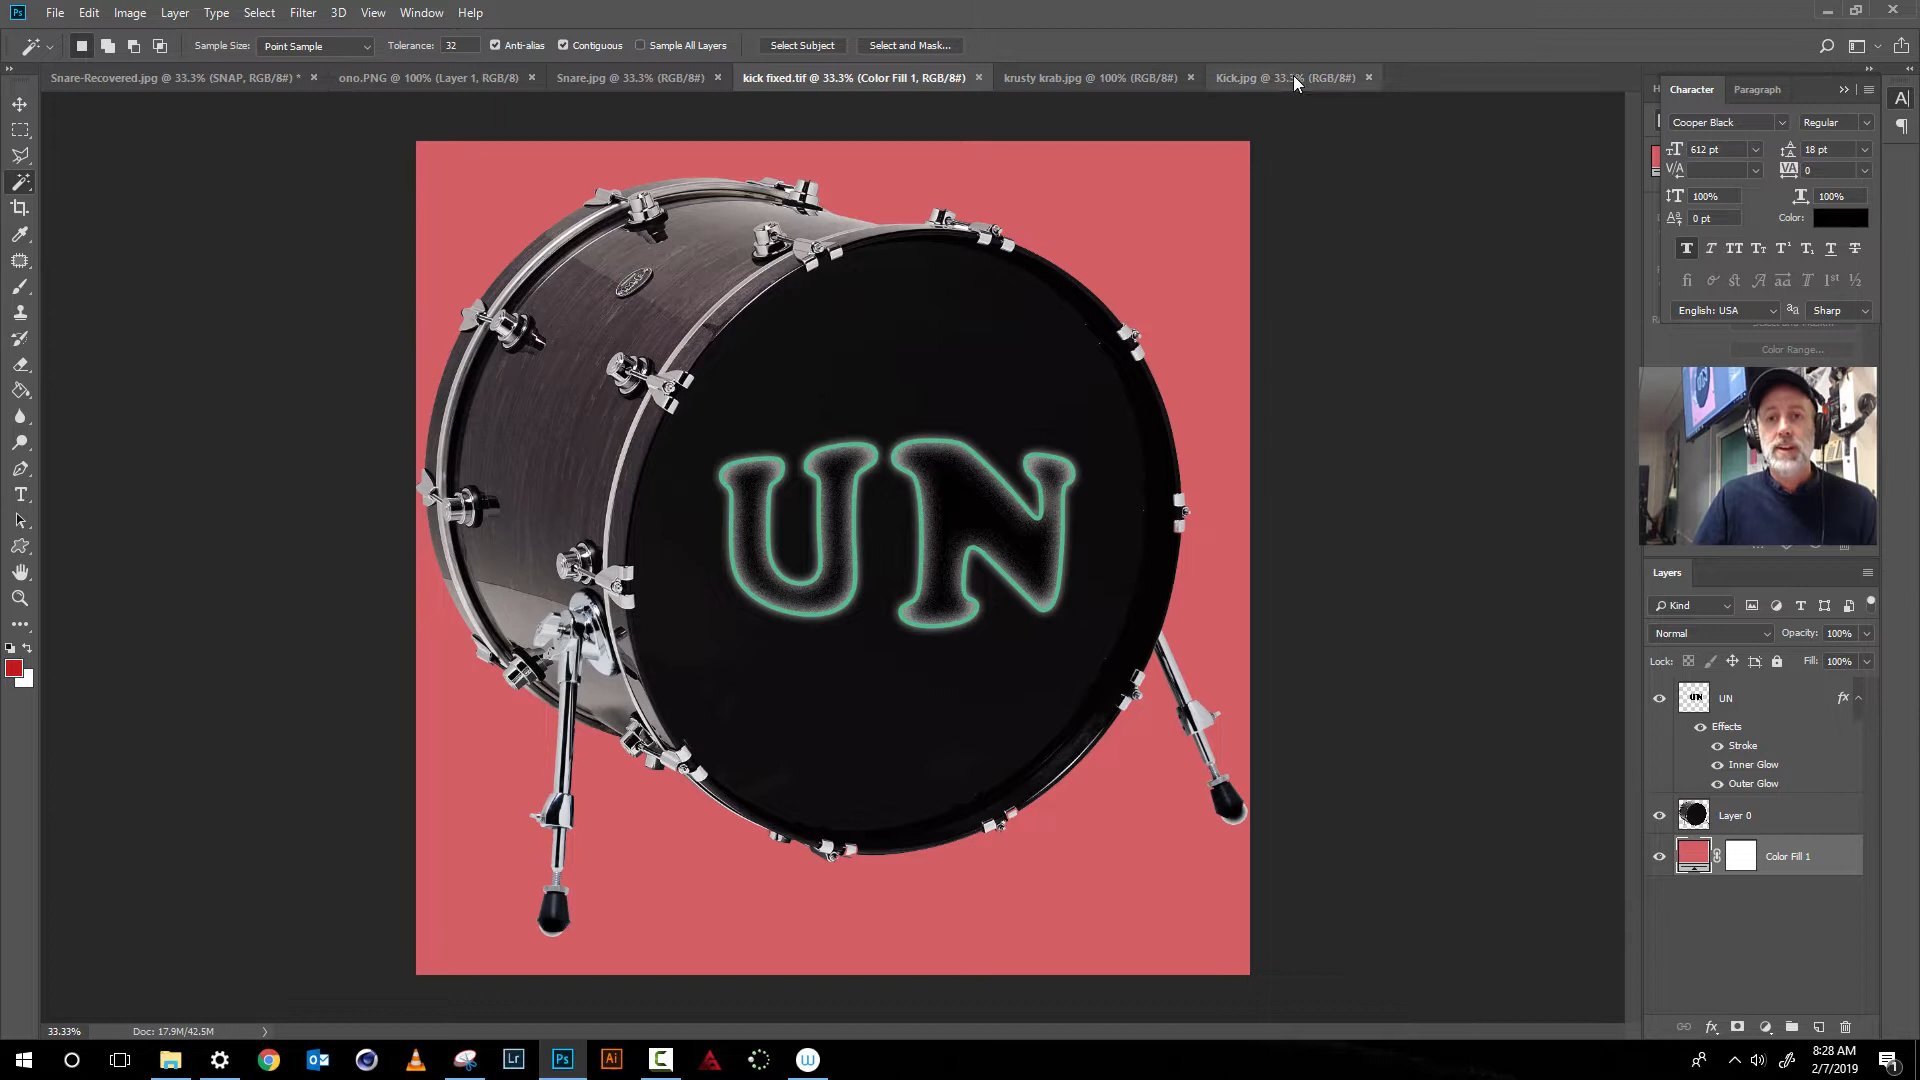 Ps File Edit Image Layer Type Select Filter 3D View Window Help
Sample Size: Point Sample Tolerance: 32 Anti-alias Contiguous Sample All Layers Select Subject Select and Mask...
Snare-Recovered.jpg @ 33.3% (SNAP, RGB/8#) * ono.PNG @ 100% (Layer 1, RGB/8) Snare.jpg @ 33.3% (RGB/8#) kick fixed.tif @ 33.3% (Color Fill 1, RGB/8#) krusty krab.jpg @ 100% (RGB/8#) Kick.jpg @ 33.3% (RGB/8#)
Character Paragraph
Cooper Black Regular
612 pt 18 pt
0
100% 100%
0 pt Color:
English: USA Sharp
Color Range...
UN
Layers
Kind
Normal Opacity: 100%
Lock: Fill: 100%
UN fx
Effects
Stroke
Inner Glow
Outer Glow
Layer 0
Color Fill 1
33.33% Doc: 17.9M/42.5M
Lr Ps Ai
8:28 AM
2/7/2019
1